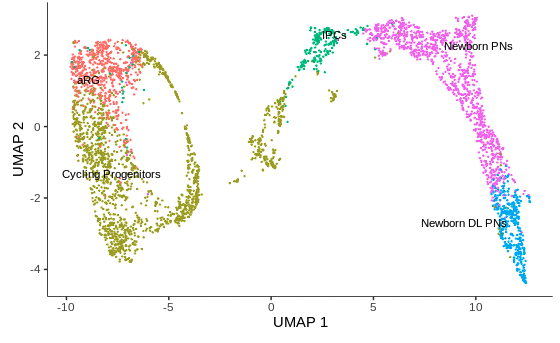 IPCs
Newborn PNs
aRG
Cycling Progenitors
Newborn DL PNs
2
0
-2
-4
UMAP 2
-10
-5
0
5
10
UMAP 1